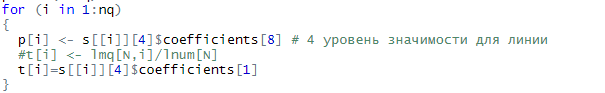 for (i in 1:nq)
{
  p[i] <- s[[i]][4]$coefficients[8] # 4 уровень значимости для линии
  #t[i] <- lmq[N,i]/lnum[N]
  t[i]=s[[i]][4]$coefficients[1]
}